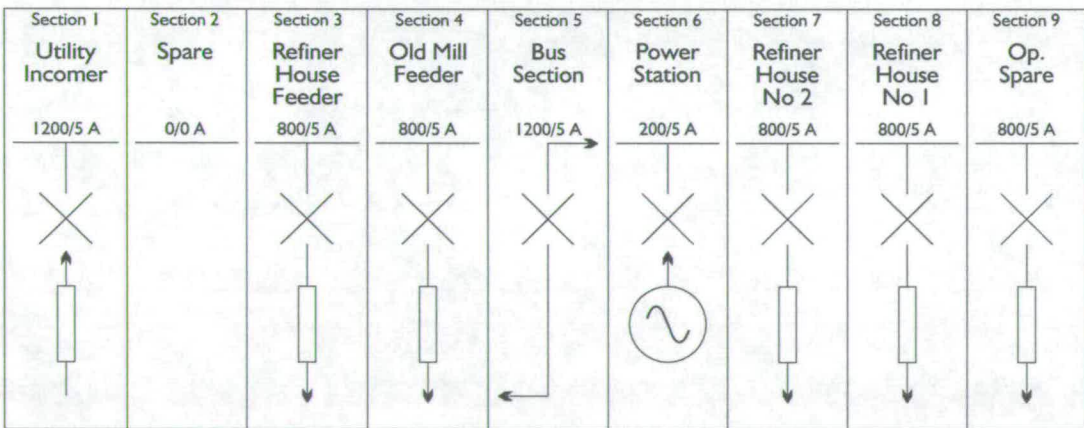 Section 1
Utility
Incomer
1200/5 A
Section 2
Spare
0/0 A
Section 3
Refiner
House
Feeder
800/5 A
Section 4
Old Mill
Feeder
800/5 A
Section 5
Bus
Section
1200/5 A
Section 6
Power
Station
200/5 A
Section 7
Refiner
House
No 2
800/5 A
Section 8
Refiner
House
No 1
800/5 A
Section 9
Op.
Spare
800/5 A